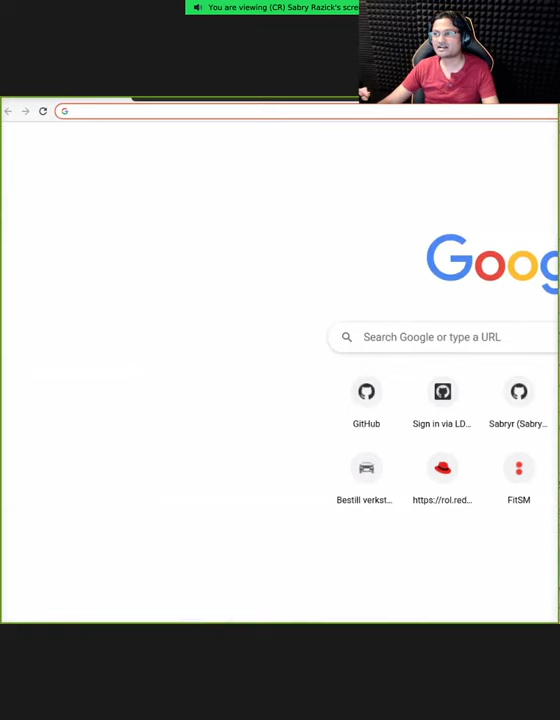 You are viewing (CR) Sabry Razick's scre
Goog
Search Google or type a URL
GitHub
Sign in via LD...
Sabryr (Sabry...
Bestill verkst...
https://rol.red...
FitSM